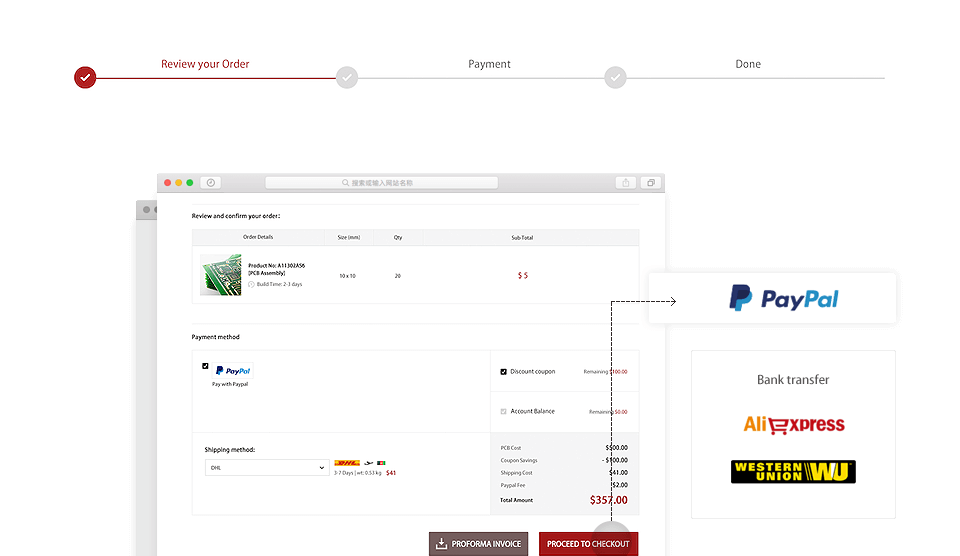 Review your Order
Payment
Done
搜索或输入网站名称
Review and confirm your order:
Order Details
Size (mm)
Qty
Sub-Total
Product No: A11302AS6
[PCB Assembly]
Build Time: 2-3 days
10 x 10
20
$ 5
PayPal
Payment method
PayPal
Pay with Paypal
Discount coupon
Remaining $100.00
Account Balance
Remaining $0.00
Bank transfer
AliExpress
WESTERN
UNION
WU
Shipping method:
DHL
DHL
3-7 Days | wt: 0.53 kg
$41
PCB Cost
Coupon Savings
- $100.00
Shipping Cost
$41.00
Paypal Fee
$2.00
Total Amount
$357.00
PROFORMA INVOICE
PROCEED TO CHECKOUT